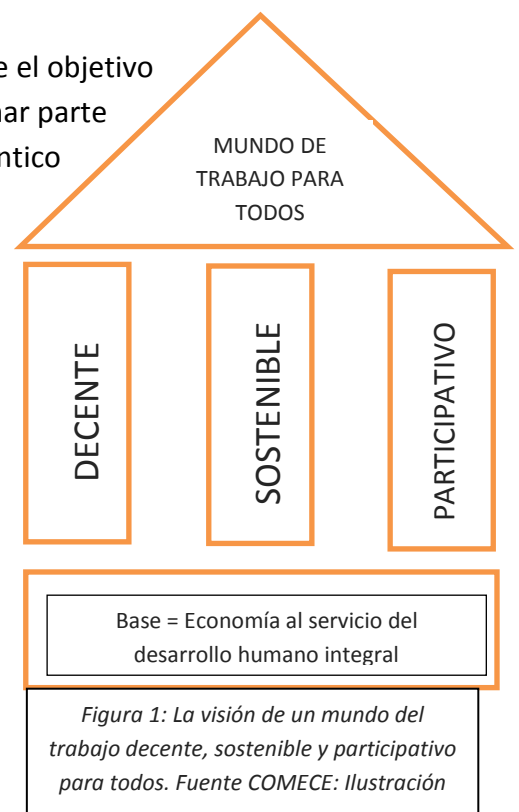 e el objetivo
ar parte
ntico
MUNDO DE
TRABAJO PARA
TODOS
DECENTE
SOSTENIBLE
PARTICIPATIVO
Base = Economía al servicio del
desarrollo humano integral
Figura 1: La visión de un mundo del
trabajo decente, sostenible y participativo
para todos. Fuente COMECE: Ilustración